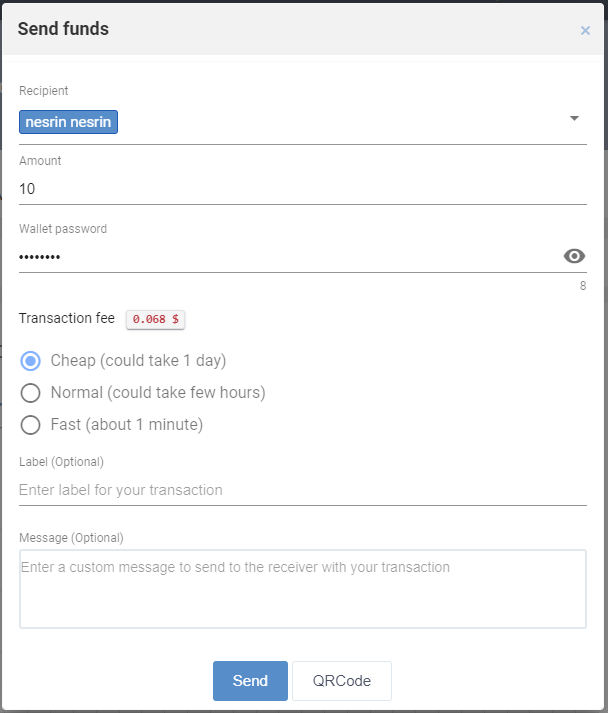 Send funds
×
Recipient
nesrin nesrin
Amount
10
Wallet password
••••••••
8
Transaction fee 0.068 $
Cheap (could take 1 day)
Normal (could take few hours)
Fast (about 1 minute)
Label (Optional)
Enter label for your transaction
Message (Optional)
Enter a custom message to send to the receiver with your transaction
Send QRCode